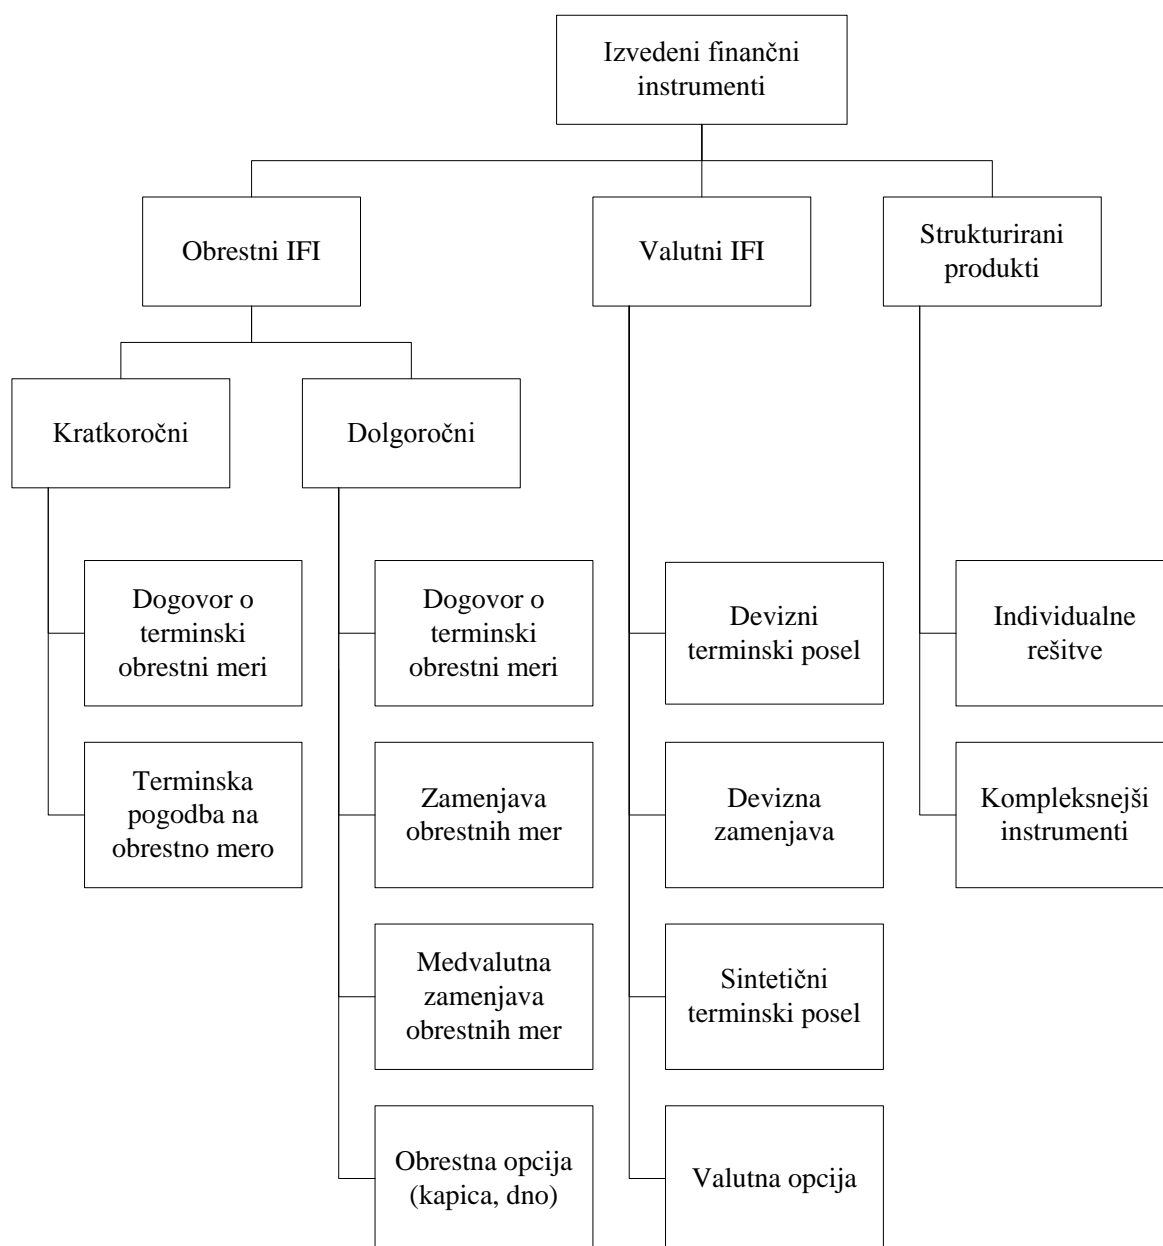 Izvedeni finančni
instrumenti
Obrestni IFI
Valutni IFI
Strukturirani
produkti
Kratkoročni
Dolgoročni
Dogovor o
terminski
obrestni meri
Dogovor o
terminski
obrestni meri
Devizni
terminski posel
Individualne
rešitve
Terminska
pogodba na
obrestno mero
Zamenjava
obrestnih mer
Devizna
zamenjava
Kompleksnejši
instrumenti
Medvalutna
zamenjava
obrestnih mer
Sintetični
terminski posel
Obrestna opcija
(kapica, dno)
Valutna opcija